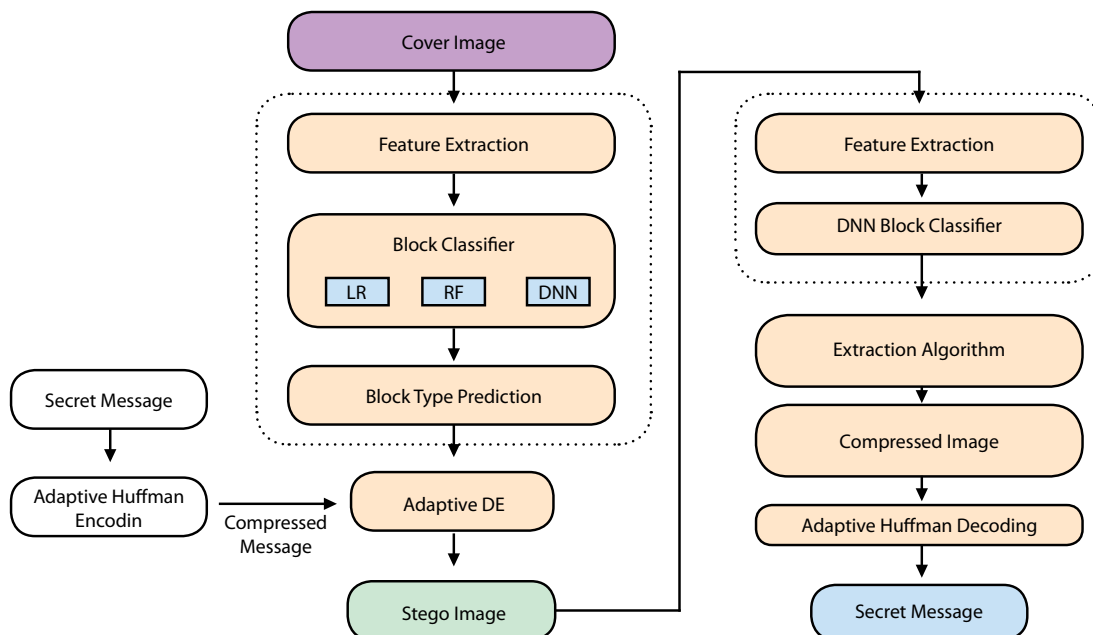 Cover Image
Feature Extraction
Block Classifier
LR
RF
DNN
Block Type Prediction
Secret Message
Adaptive Huffman
Encodin
Compressed
Message
Adaptive DE
Stego Image
Feature Extraction
DNN Block Classifier
Extraction Algorithm
Compressed Image
Adaptive Huffman Decoding
Secret Message